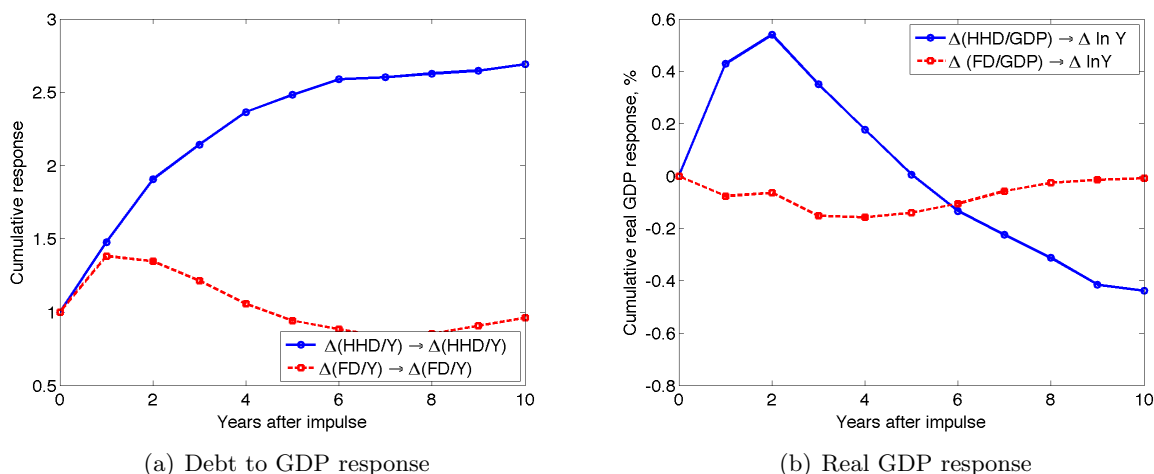 3
2.5
2
1.5
1
0.5
Cumulative response
0 2 4 6 8 10
Years after impulse
Δ(HHD/Y) → Δ(HHD/Y)
Δ(FD/Y) → Δ(FD/Y)
(a) Debt to GDP response
0.6
0.4
0.2
0
-0.2
-0.4
-0.6
-0.8
Cumulative real GDP response, %
0 2 4 6 8 10
Years after impulse
Δ(HHD/GDP) → Δ ln Y
Δ (FD/GDP) → Δ lnY
(b) Real GDP response